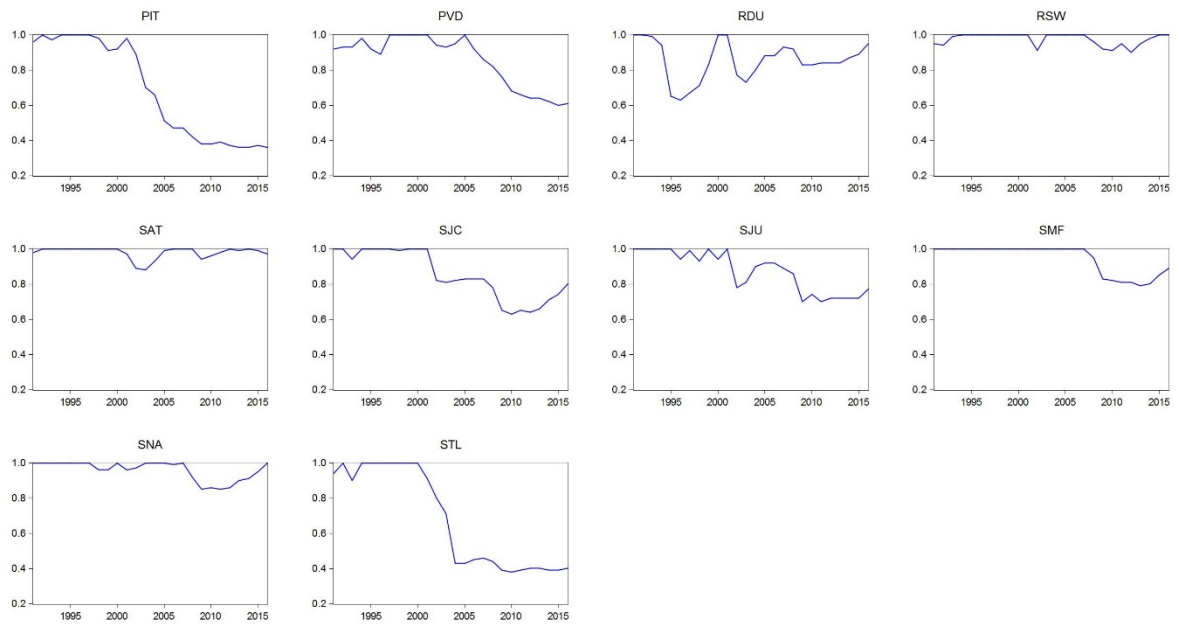 PIT PVD RDU RSW
1.0 1.0 1.0 1.0
0.8 0.8 0.8 0.8
0.6 0.6 0.6 0.6
0.4 0.4 0.4 0.4
0.2 0.2 0.2 0.2
1995 2000 2005 2010 2015 1995 2000 2005 2010 2015 1995 2000 2005 2010 2015 1995 2000 2005 2010 2015
SAT SJC SJU SMF
1.0 1.0 1.0 1.0
0.8 0.8 0.8 0.8
0.6 0.6 0.6 0.6
0.4 0.4 0.4 0.4
0.2 0.2 0.2 0.2
1995 2000 2005 2010 2015 1995 2000 2005 2010 2015 1995 2000 2005 2010 2015 1995 2000 2005 2010 2015
SNA STL
1.0 1.0
0.8 0.8
0.6 0.6
0.4 0.4
0.2 0.2
1995 2000 2005 2010 2015 1995 2000 2005 2010 2015